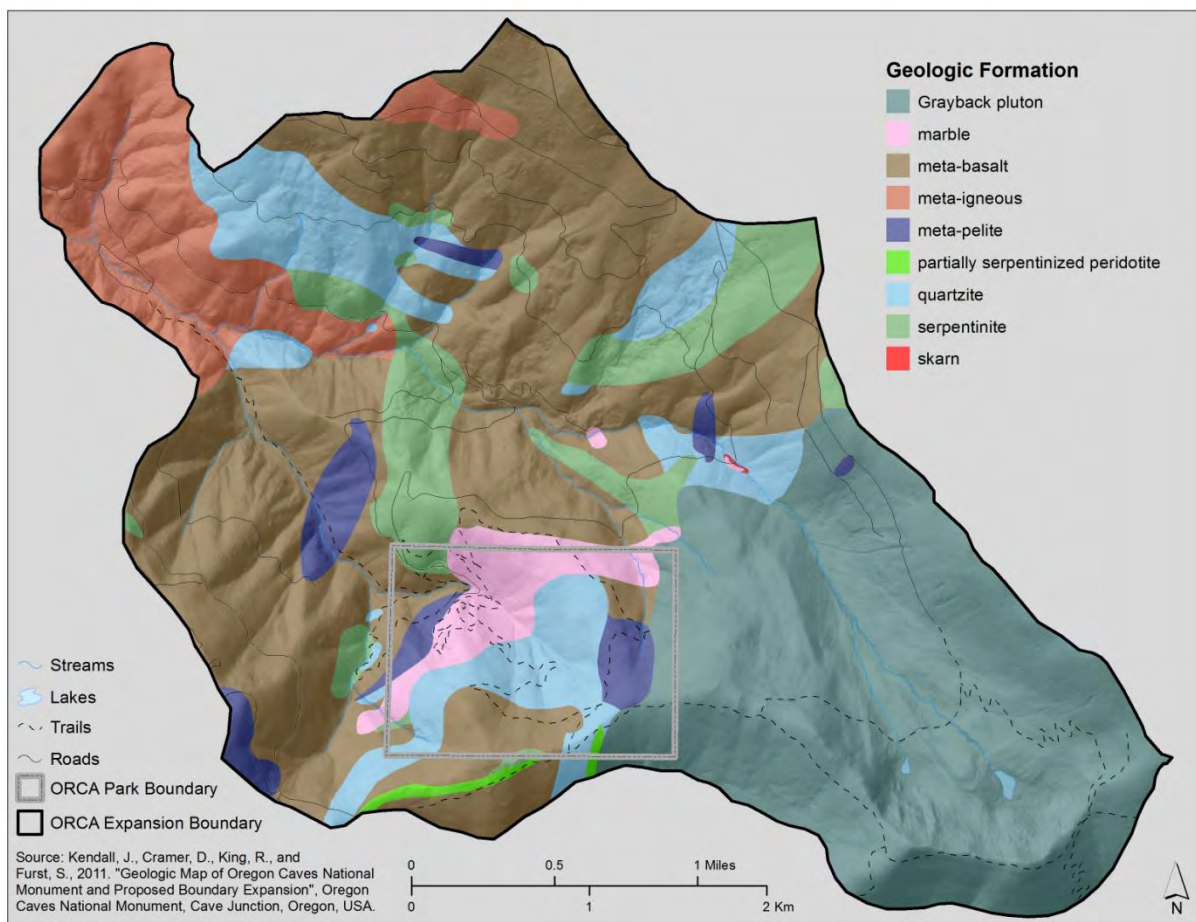 Geologic Formation
Grayback pluton
marble
meta-basalt
meta-igneous
meta-pelite
partially serpentinized peridotite
quartzite
serpentinite
skarn
Streams
Lakes
Trails
Roads
ORCA Park Boundary
ORCA Expansion Boundary
Source: Kendall, J., Cramer, D., King, R., and
Furst, S., 2011. "Geologic Map of Oregon Caves National
Monument and Proposed Boundary Expansion", Oregon
Caves National Monument, Cave Junction, Oregon, USA.
0 0.5 1 Miles
0 1 2 Km
N